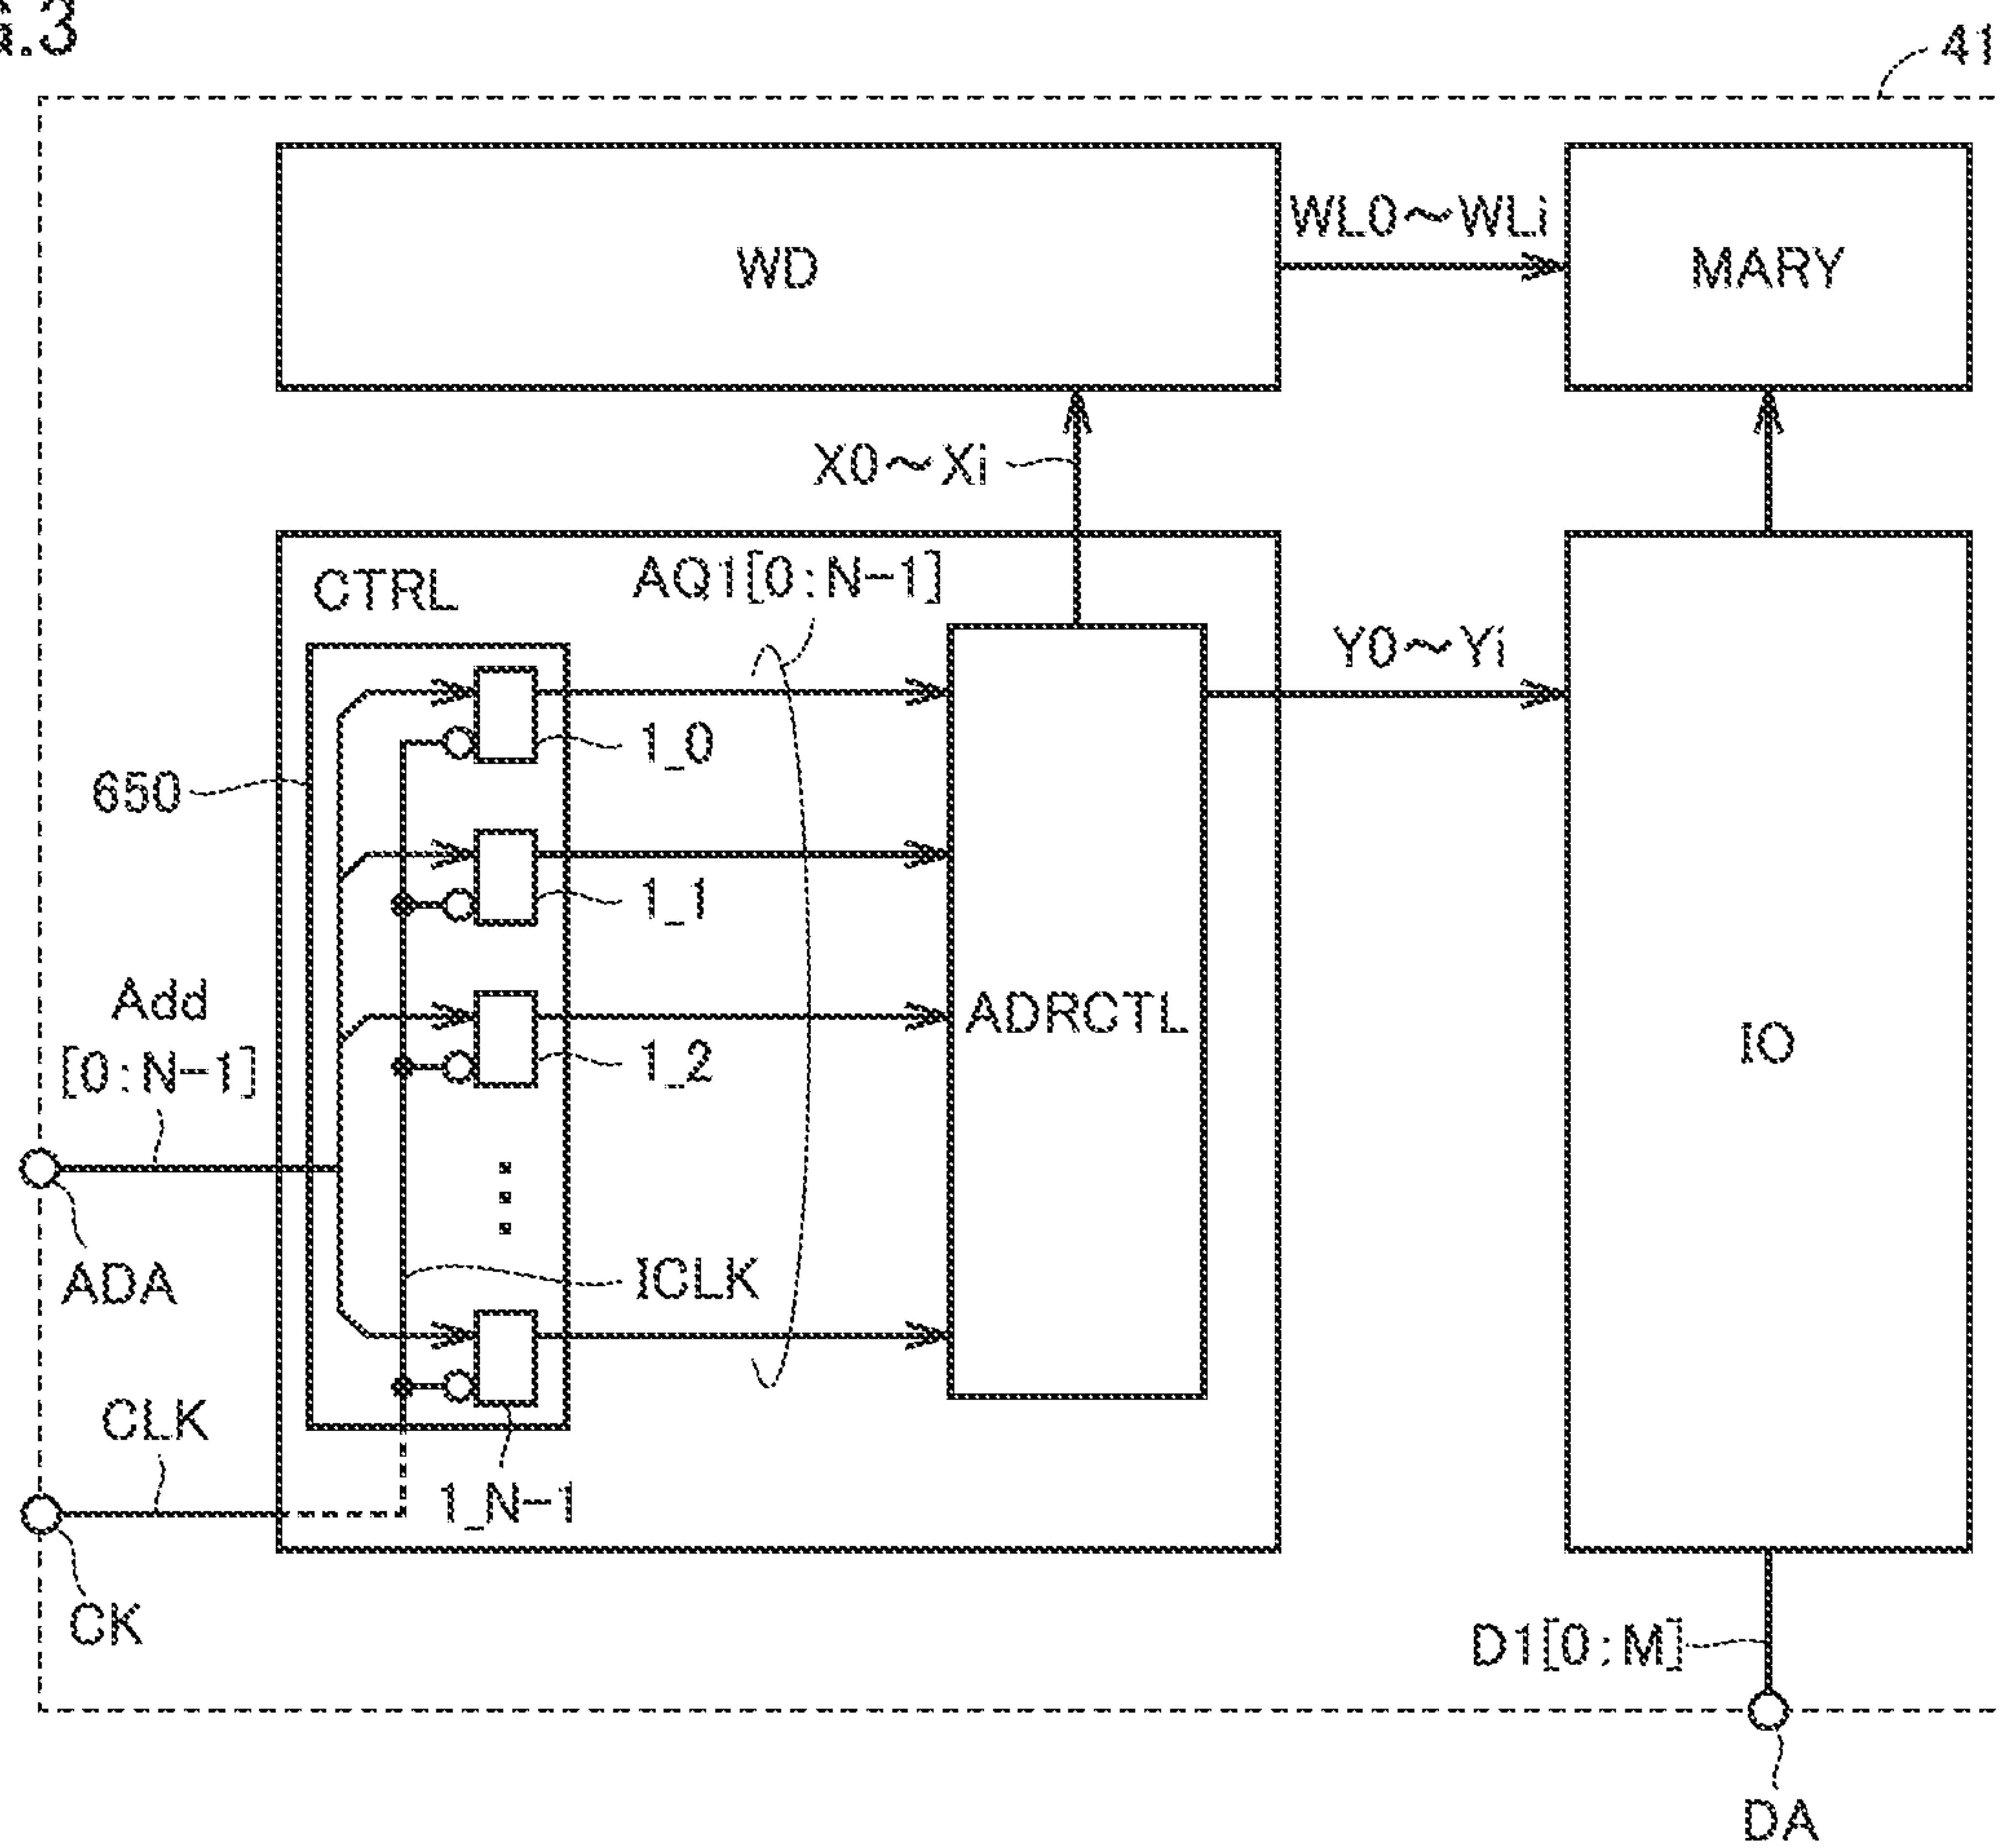 .3
41
WD
WL0～WLi
MARY
X0～Xi
CTRL
AQ1[0:N-1]
Y0～Yi
1_0
650
1_1
Add
[0:N-1]
1_2
ADRCTL
IO
ADA
ICLK
CLK
1_N-1
CK
D1[0:M]
DA